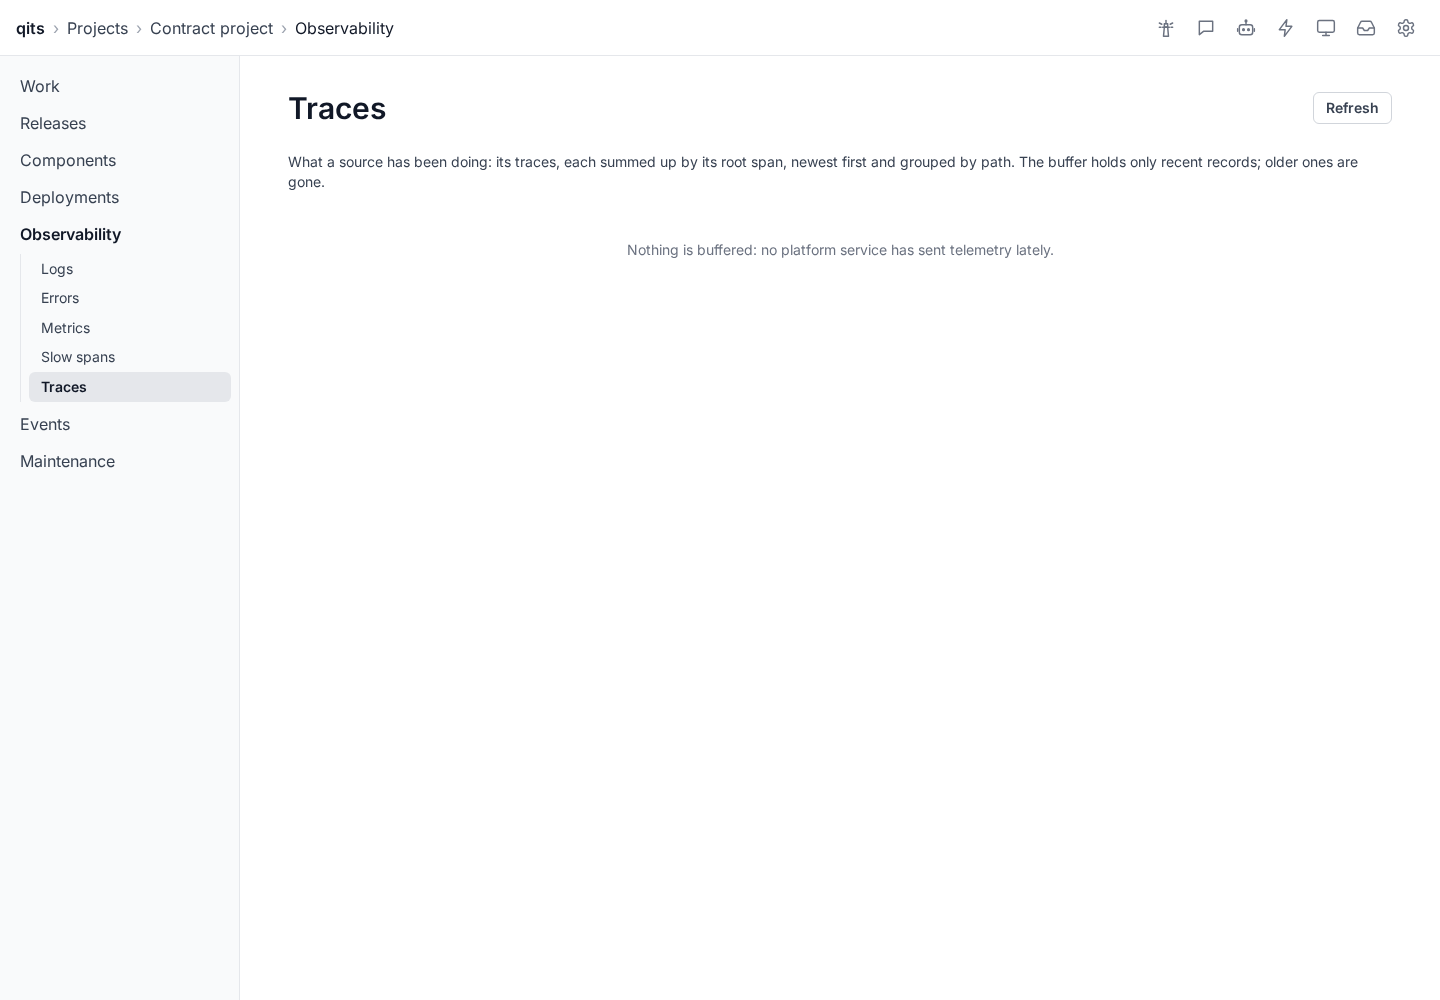 qits › Projects › Contract project › Observability
Work
Releases
Components
Deployments
Observability
Logs
Errors
Metrics
Slow spans
Traces
Events
Maintenance
Traces
Refresh
What a source has been doing: its traces, each summed up by its root span, newest first and grouped by path. The buffer holds only recent records; older ones are
gone.
Nothing is buffered: no platform service has sent telemetry lately.